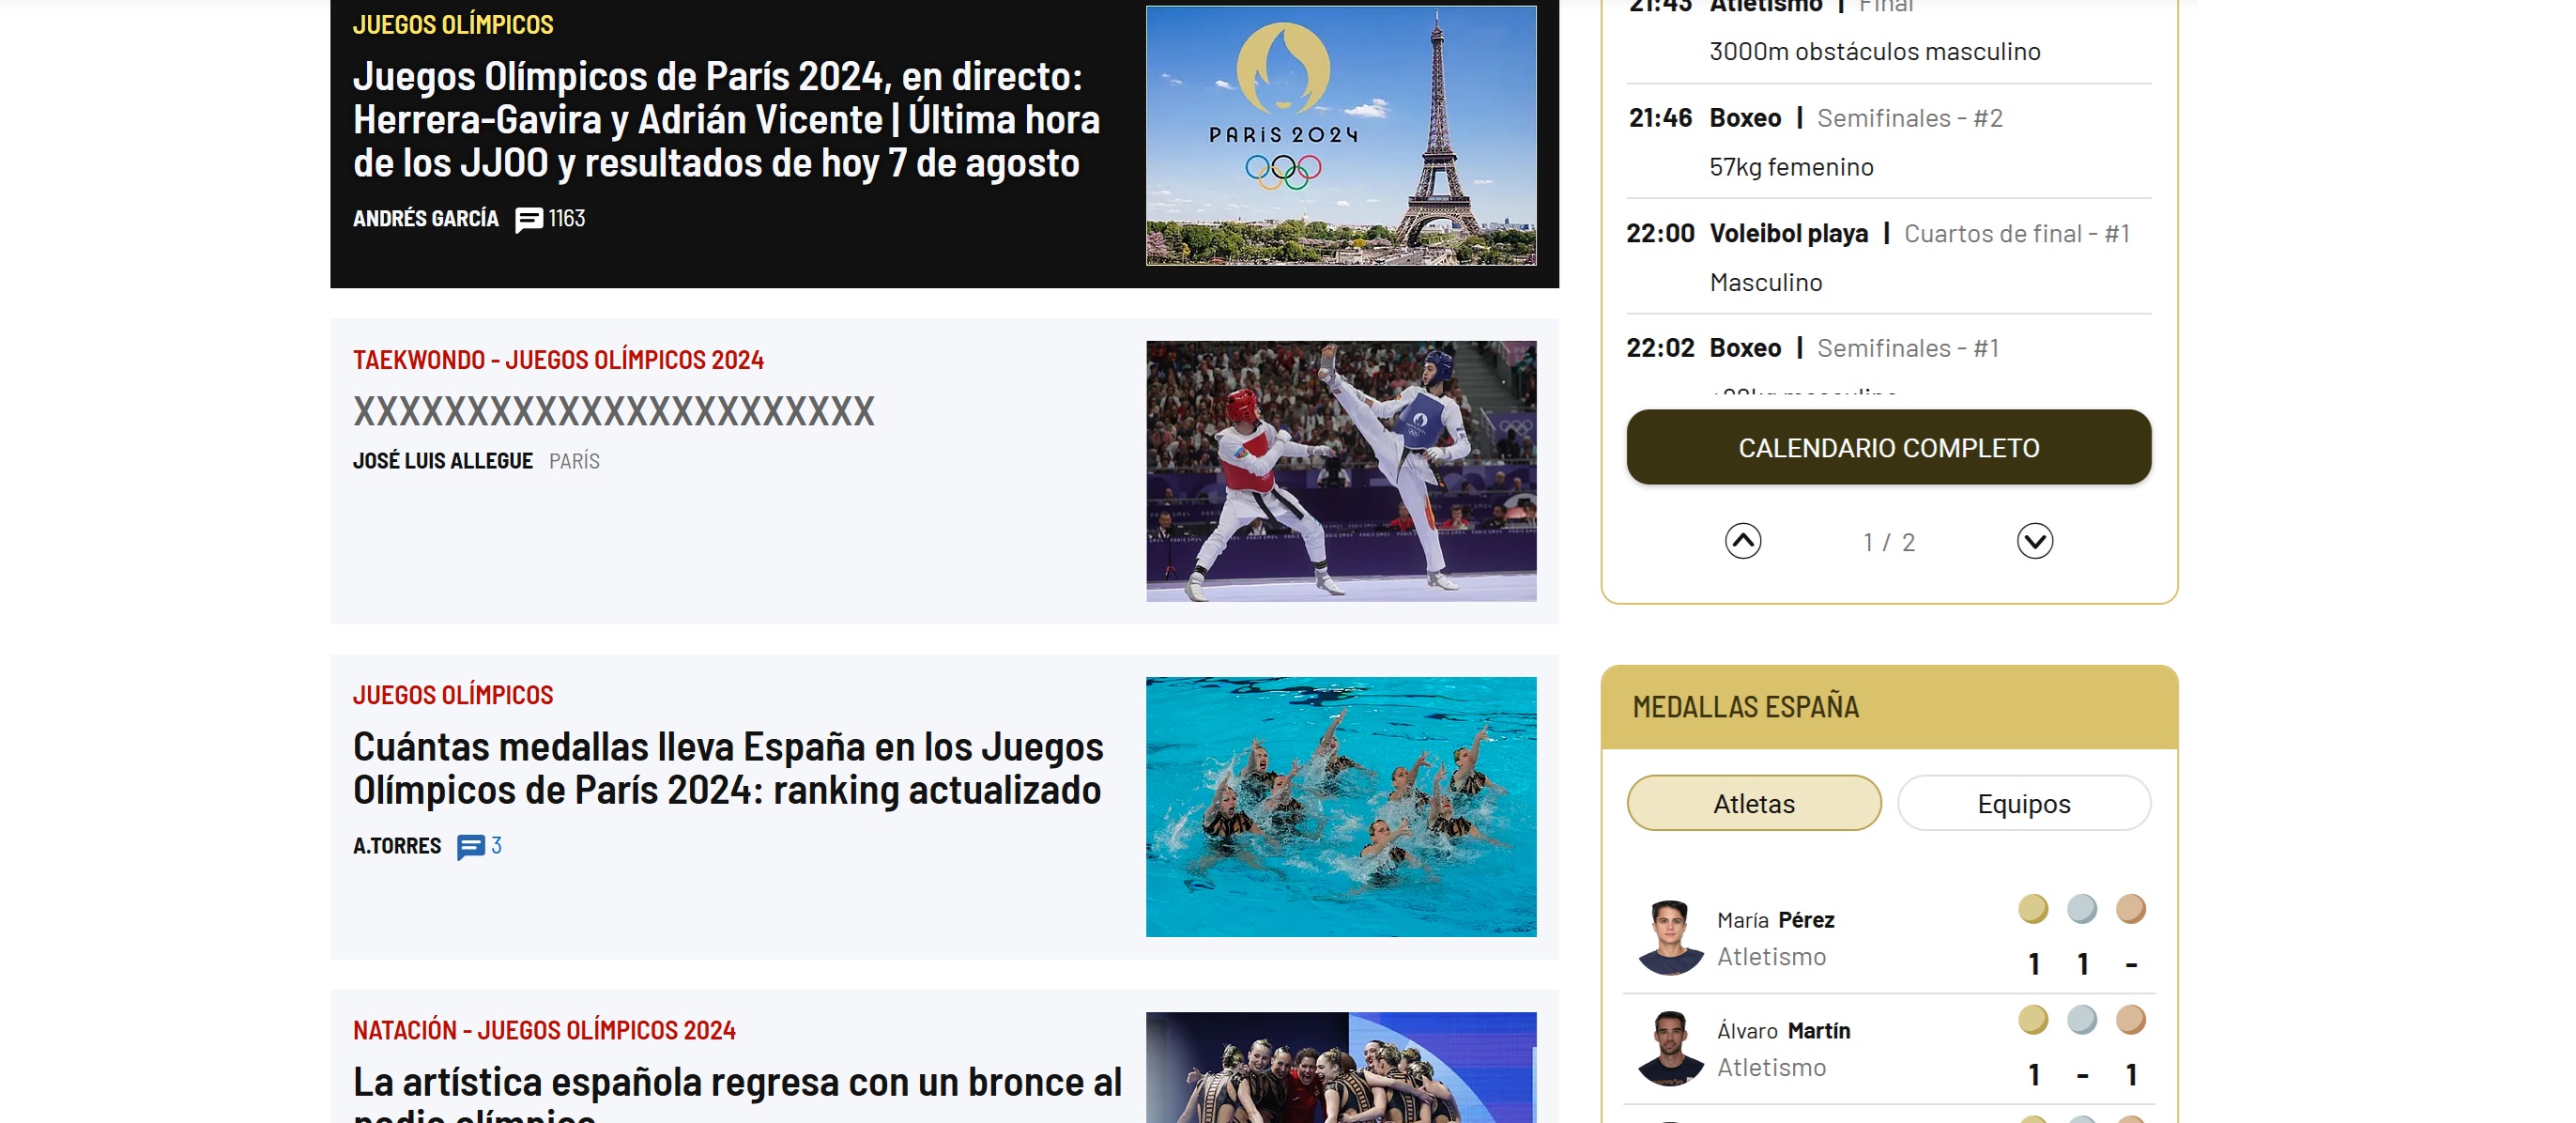 JUEGOS OLÍMPICOS
Juegos Olímpicos de París 2024, en directo:
Herrera-Gavira y Adrián Vicente | Última hora
de los JJOO y resultados de hoy 7 de agosto
ANDRÉS GARCÍA 1163
PARIS 2024
TAEKWONDO - JUEGOS OLÍMPICOS 2024
XXXXXXXXXXXXXXXXXXXXXXX
JOSÉ LUIS ALLEGUE PARÍS
JUEGOS OLÍMPICOS
Cuántas medallas lleva España en los Juegos
Olímpicos de París 2024: ranking actualizado
A.TORRES 3
NATACIÓN - JUEGOS OLÍMPICOS 2024
La artística española regresa con un bronce al
podio olímpico
21:43 Atletismo | Final
3000m obstáculos masculino
21:46 Boxeo | Semifinales - #2
57kg femenino
22:00 Voleibol playa | Cuartos de final - #1
Masculino
22:02 Boxeo | Semifinales - #1
CALENDARIO COMPLETO
1 / 2
MEDALLAS ESPAÑA
Atletas Equipos
María Pérez
Atletismo
1 1 -
Álvaro Martín
Atletismo
1 - 1